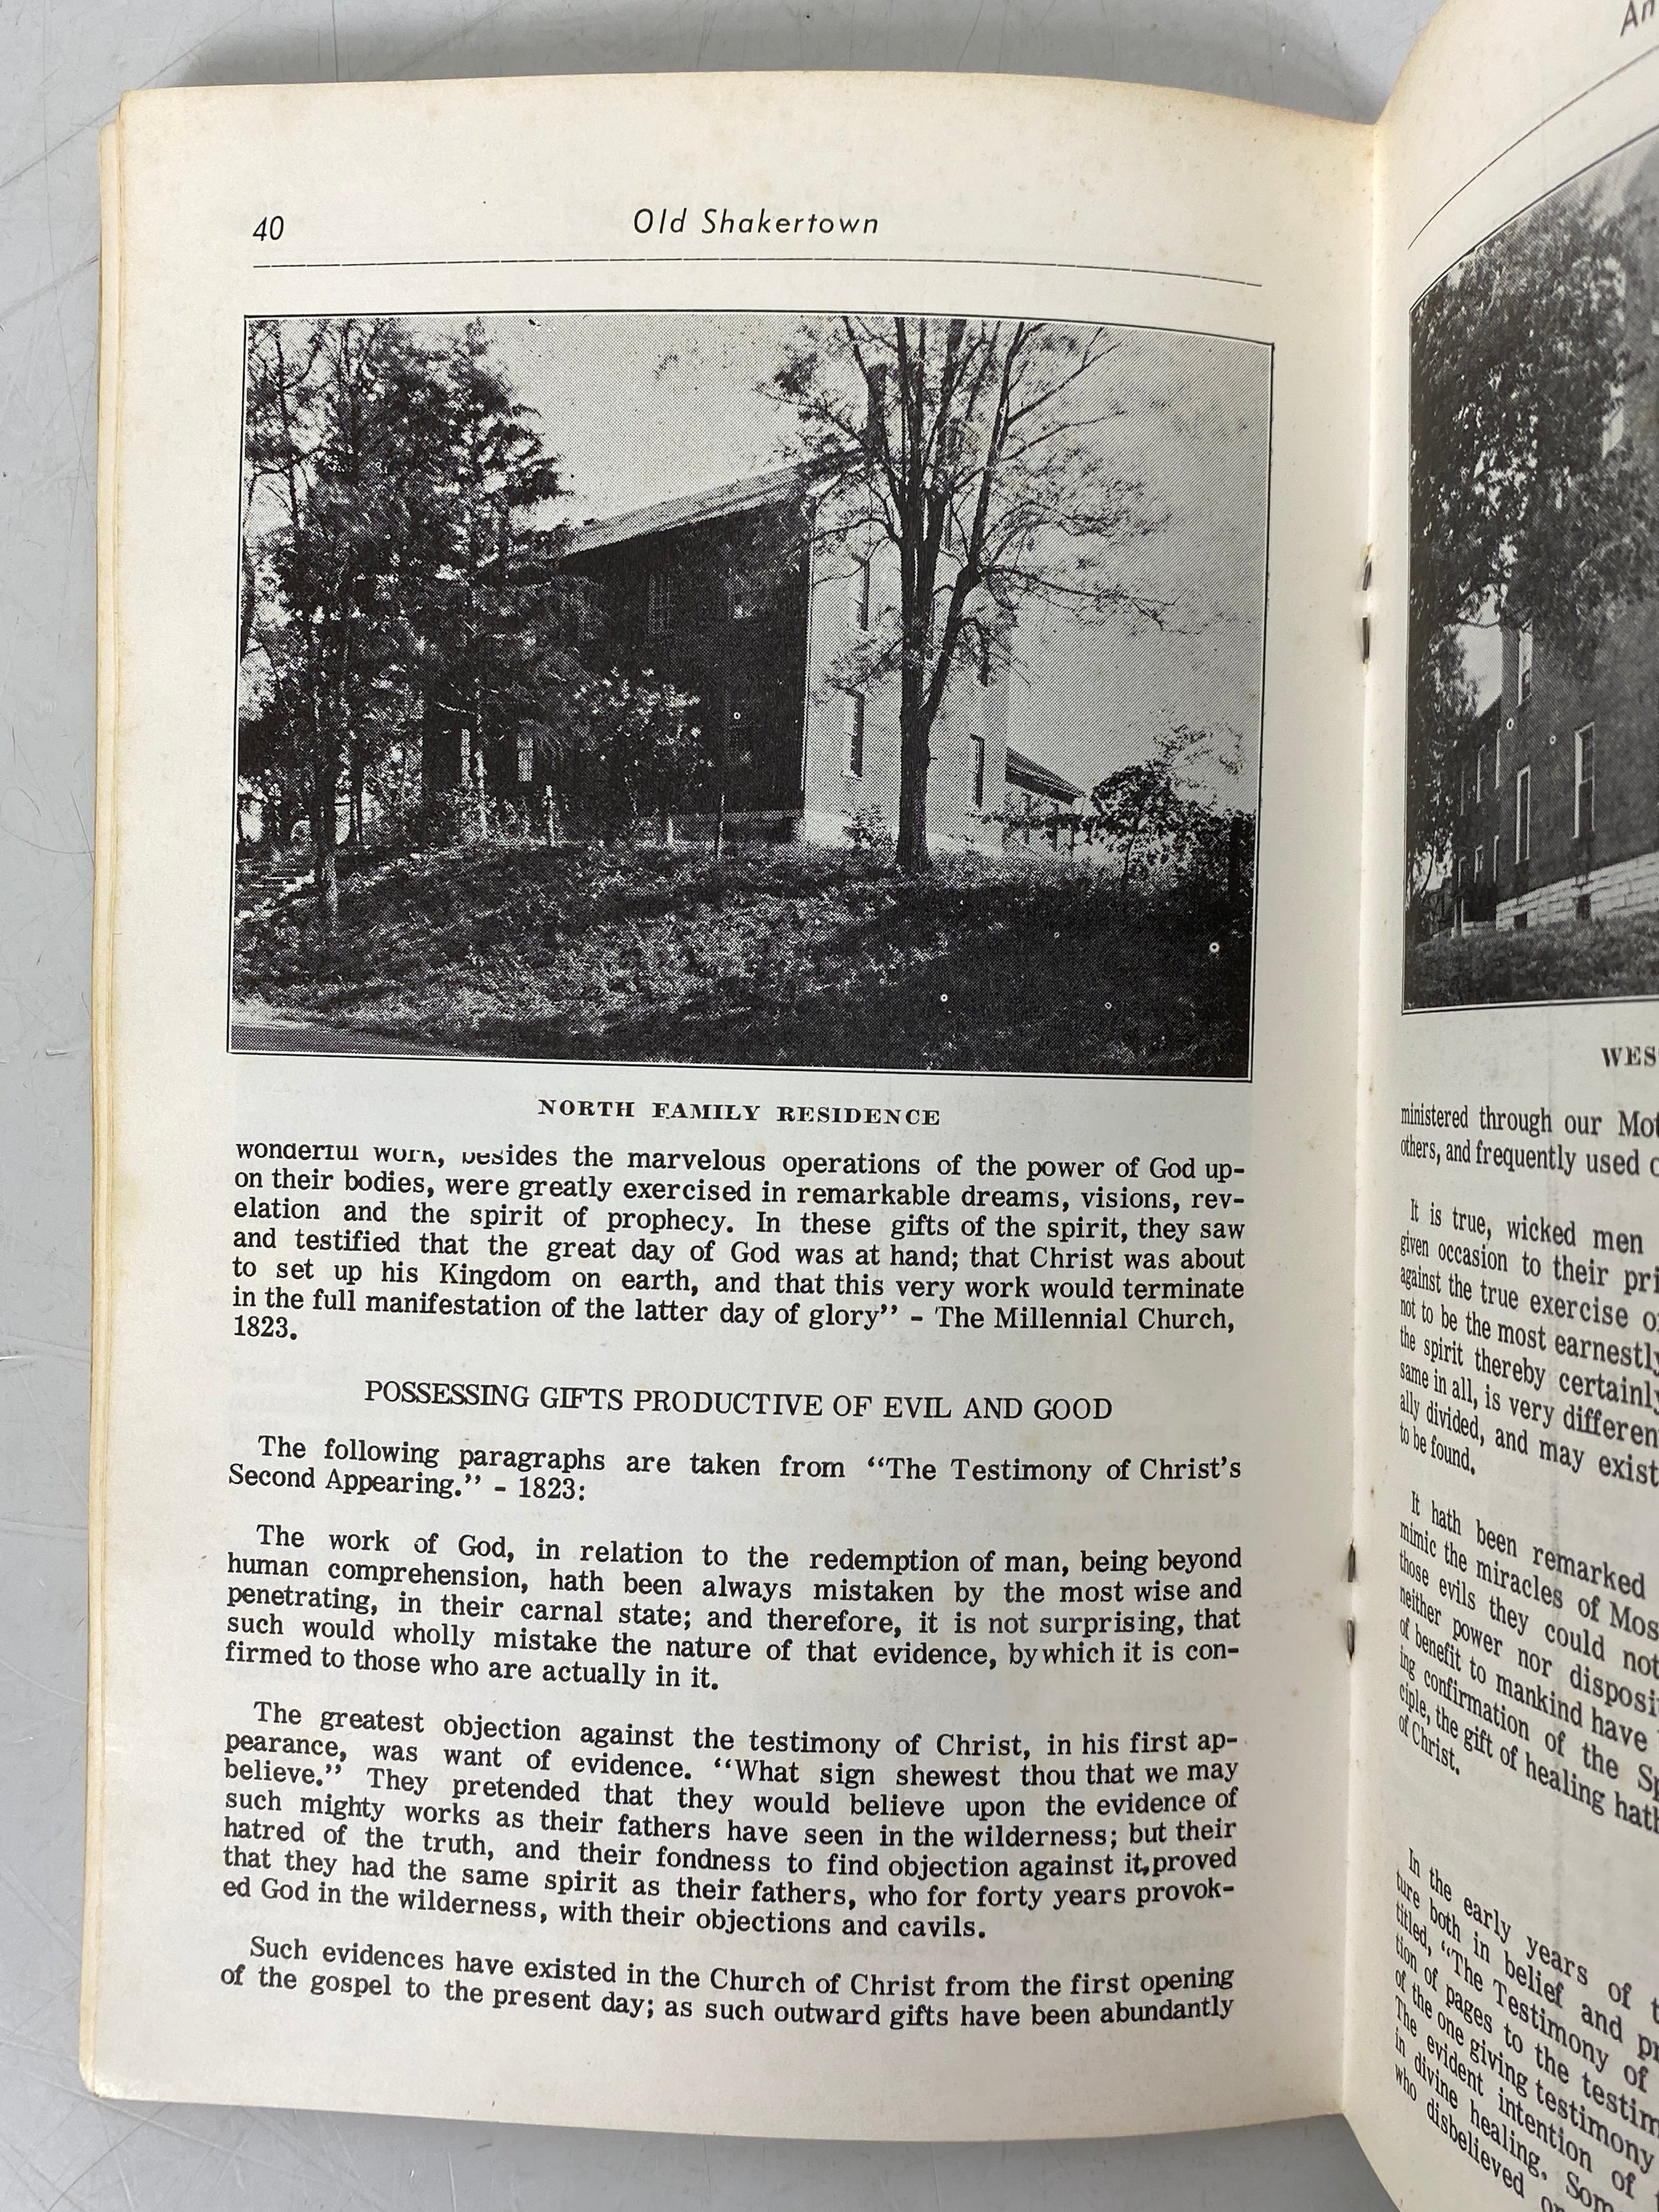 40
Old Shakertown
NORTH FAMILY RESIDENCE
wonderful work, besides the marvelous operations of the power of God up-
on their bodies, were greatly exercised in remarkable dreams, visions, rev-
elation and the spirit of prophecy. In these gifts of the spirit, they saw
and testified that the great day of God was at hand; that Christ was about
to set up his Kingdom on earth, and that this very work would terminate
in the full manifestation of the latter day of glory” - The Millennial Church,
1823.
POSSESSING GIFTS PRODUCTIVE OF EVIL AND GOOD
The following paragraphs are taken from “The Testimony of Christ’s
Second Appearing.” - 1823:
The work of God, in relation to the redemption of man, being beyond
human comprehension, hath been always mistaken by the most wise and
penetrating, in their carnal state; and therefore, it is not surprising, that
such would wholly mistake the nature of that evidence, by which it is con-
firmed to those who are actually in it.
The greatest objection against the testimony of Christ, in his first ap-
pearance, was want of evidence. “What sign shewest thou that we may
believe.” They pretended that they would believe upon the evidence of
such mighty works as their fathers have seen in the wilderness; but their
hatred of the truth, and their fondness to find objection against it, proved
that they had the same spirit as their fathers, who for forty years provok-
ed God in the wilderness, with their objections and cavils.
Such evidences have existed in the Church of Christ from the first opening
of the gospel to the present day; as such outward gifts have been abundantly
An
WES
ministered through our
others, and frequently used
It is true, wicked men
given occasion to their
against the true exercise
not to be the most earnestly
the spirit thereby certainly
same in all, is very
ally divided, and may exist
to be found.
It hath been remarked
mimic the miracles of
those evils they could not
neither power nor
of benefit to mankind have
ing confirmation of the
ciple, the gift of healing hath
of Christ.
In the early years of
ture both in belief and
titled, “The Testimony of
tion of pages to the
of the one giving testimony
The evident intention of
in divine healing.
who disbelieved